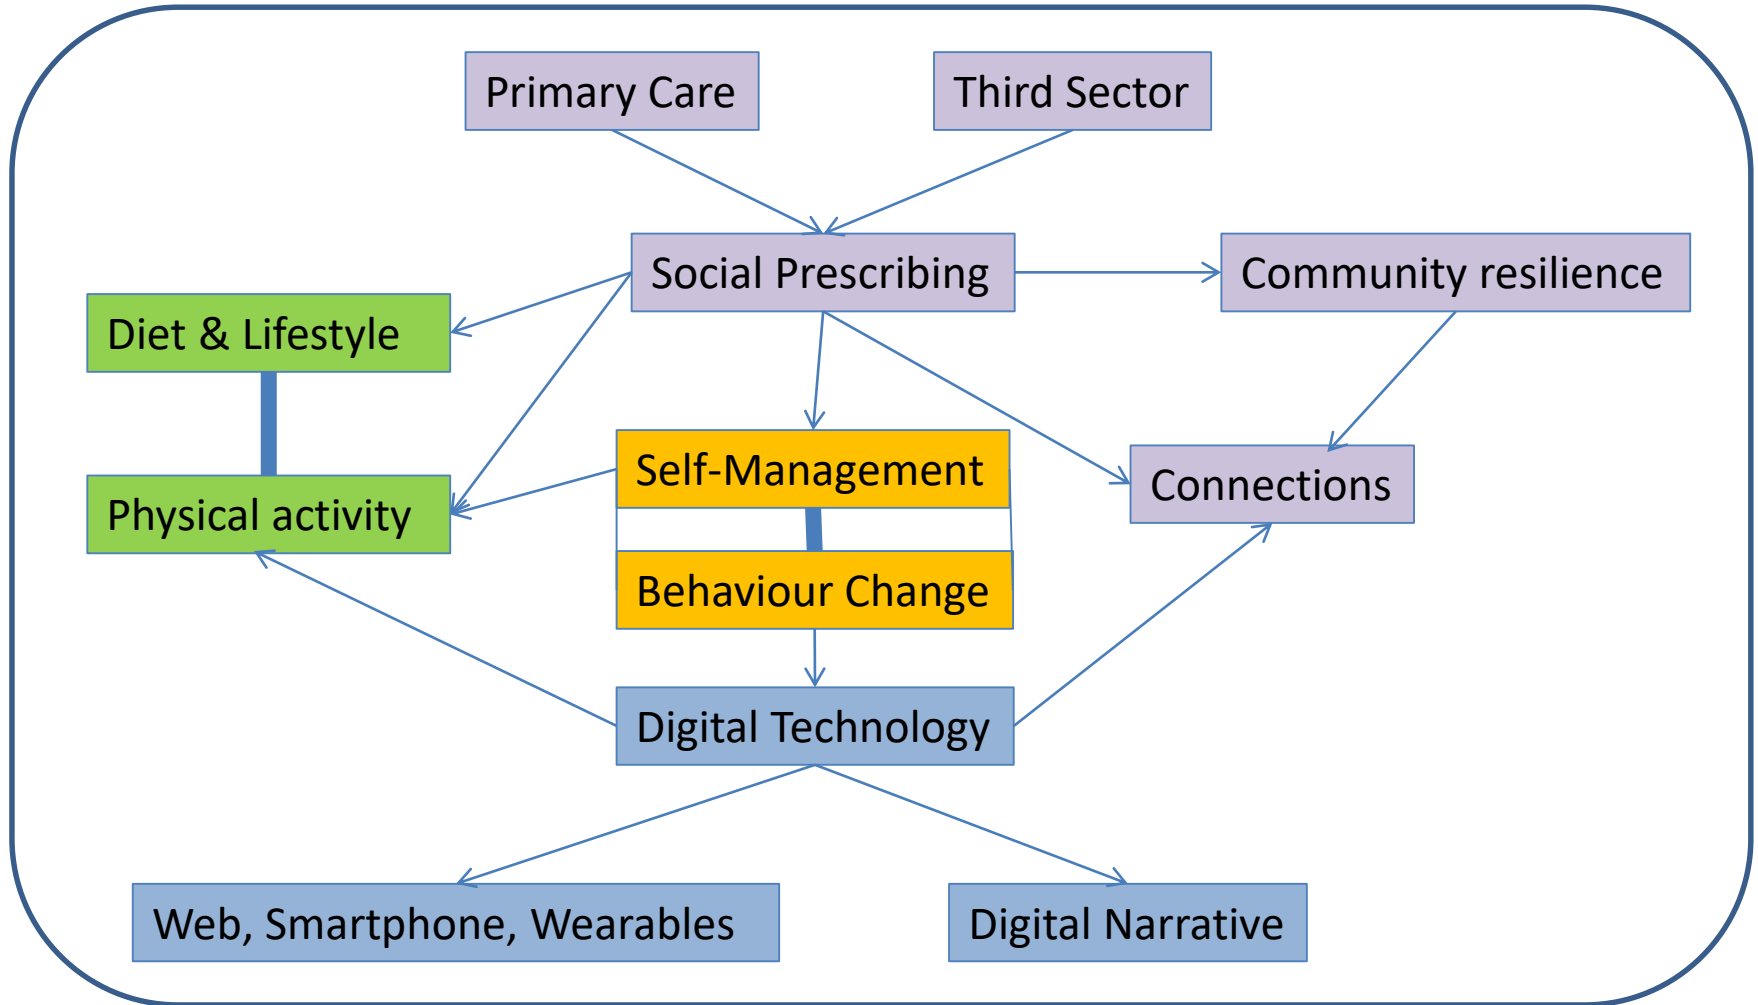 Primary Care
Third Sector
Social Prescribing
Community resilience
Diet & Lifestyle
Self-Management
Connections
Physical activity
Behaviour Change
Digital Technology
Web, Smartphone, Wearables
Digital Narrative